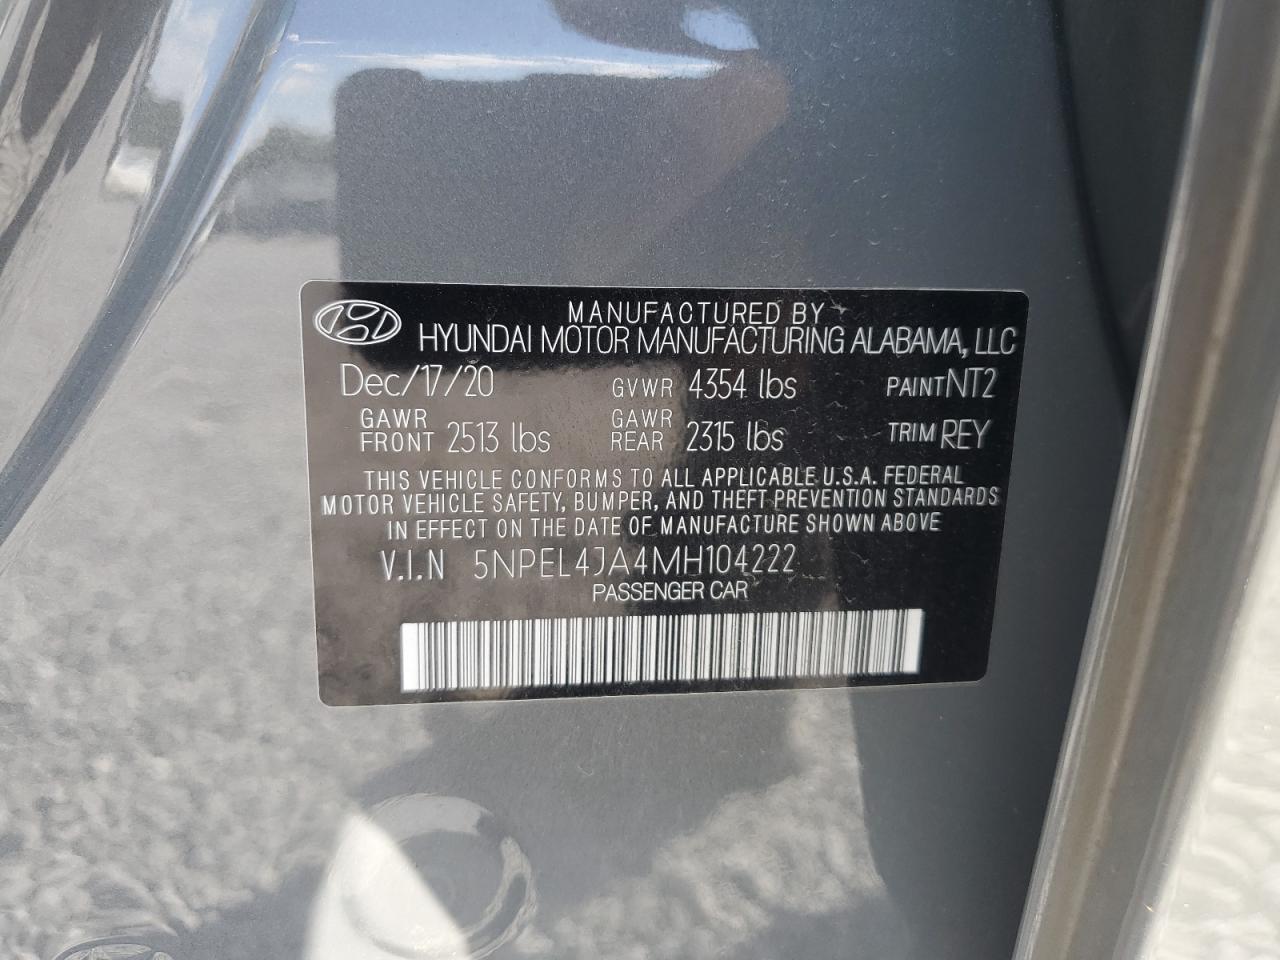 MANUFACTURED BY
HYUNDAI MOTOR MANUFACTURING ALABAMA, LLC
Dec/17/20 GVWR 4354 lbs PAINT NT2
GAWR FRONT 2513 lbs GAWR REAR 2315 lbs TRIM REY
THIS VEHICLE CONFORMS TO ALL APPLICABLE U.S.A. FEDERAL
MOTOR VEHICLE SAFETY, BUMPER, AND THEFT PREVENTION STANDARDS
IN EFFECT ON THE DATE OF MANUFACTURE SHOWN ABOVE
V.I.N 5NPEL4JA4MH104222
PASSENGER CAR